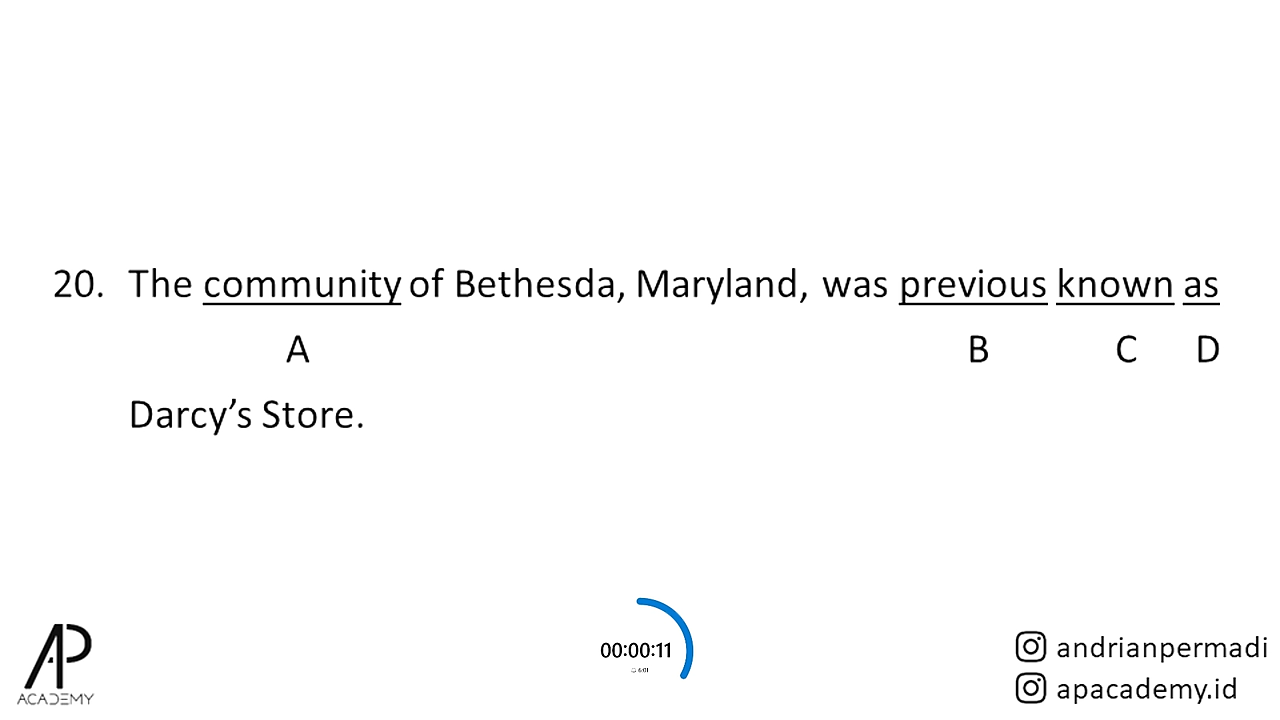 20. The community of Bethesda, Maryland, was previous known as
A B C D
Darcy's Store.
00:00:11
AP
ACADEMY
andrianpermadi
apacademy.id